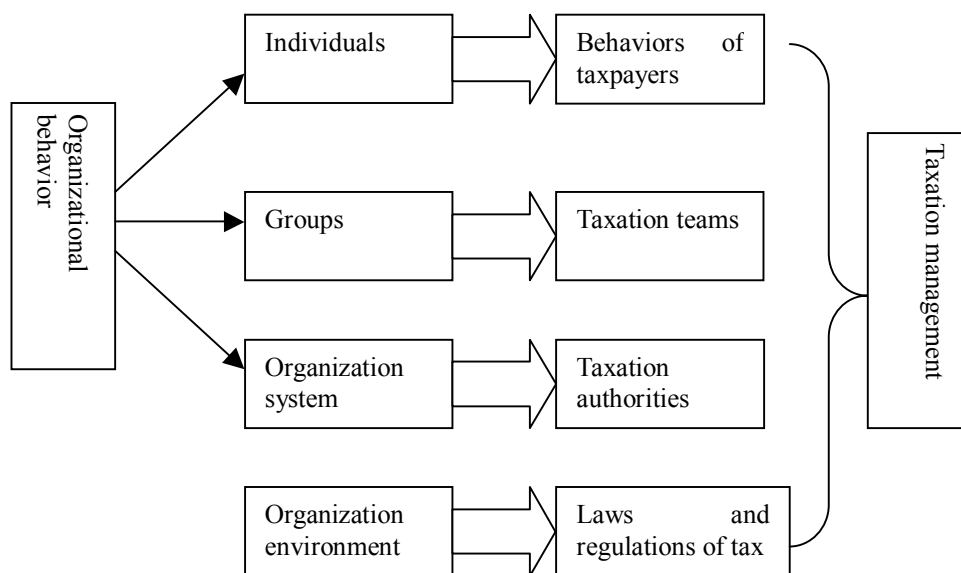 Organizational
behavior
Individuals
Behaviors of
taxpayers
Groups
Taxation teams
Organization
system
Taxation
authorities
Organization
environment
Laws and
regulations of tax
Taxation management